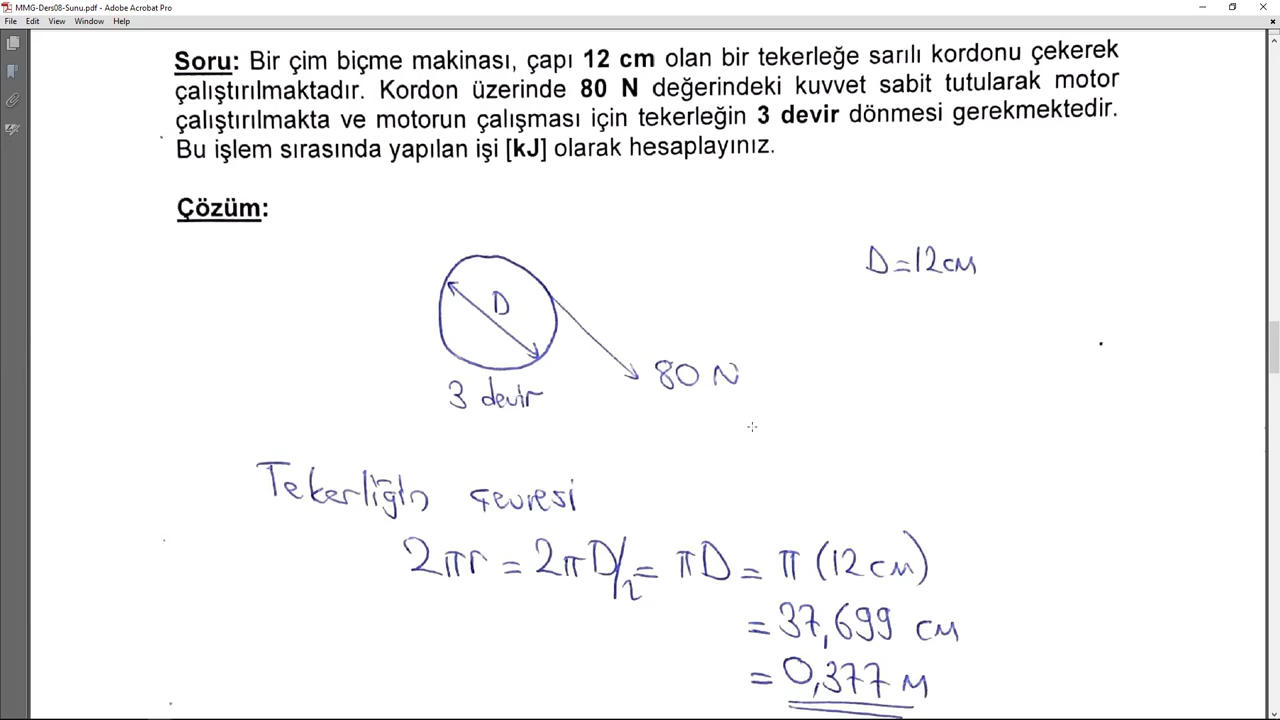 MMG-Ders08-Sunu.pdf - Adobe Acrobat Pro
File Edit View Window Help
Soru: Bir çim biçme makinası, çapı 12 cm olan bir tekerleğe sarılı kordonu çekerek
çalıştırılmaktadır. Kordon üzerinde 80 N değerindeki kuvvet sabit tutularak motor
çalıştırılmakta ve motorun çalışması için tekerleğin 3 devir dönmesi gerekmektedir.
Bu işlem sırasında yapılan işi [kJ] olarak hesaplayınız.
Çözüm:
D=12cm
D
80 N
3 devir
Tekerliğin çevresi
2πr = 2πD/2 = πD = π (12cm)
= 37,699 cm
= 0,377 m